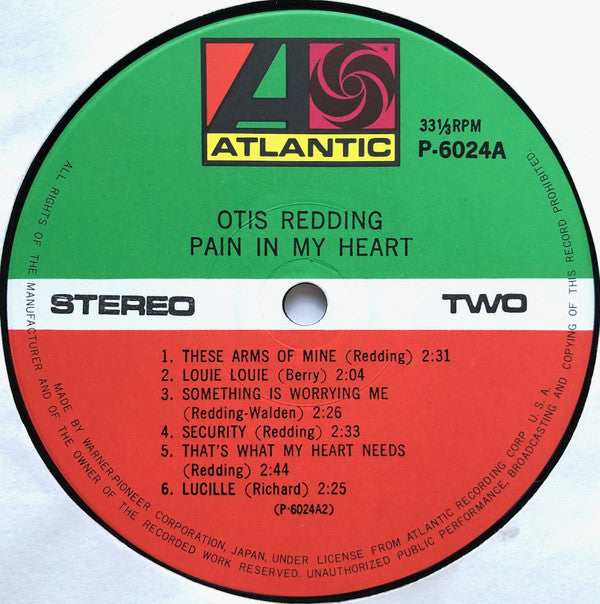 A
ATLANTIC
33⅓RPM
P-6024A
OTIS REDDING
PAIN IN MY HEART
STEREO
TWO
1. THESE ARMS OF MINE (Redding) 2:31
2. LOUIE LOUIE (Berry) 2:04
3. SOMETHING IS WORRYING ME
(Redding-Walden) 2:26
4. SECURITY (Redding) 2:33
5. THAT'S WHAT MY HEART NEEDS
(Redding) 2:44
6. LUCILLE (Richard) 2:25
(P-6024A2)
MADE BY WARNER-PIONEER CORPORATION, JAPAN, UNDER LICENSE FROM ATLANTIC RECORDING CORP. U.S.A.
ALL RIGHTS OF THE MANUFACTURER AND OF THE OWNER OF THE RECORDED WORK RESERVED. UNAUTHORIZED PUBLIC PERFORMANCE, BROADCASTING AND COPYING OF THIS RECORD PROHIBITED.